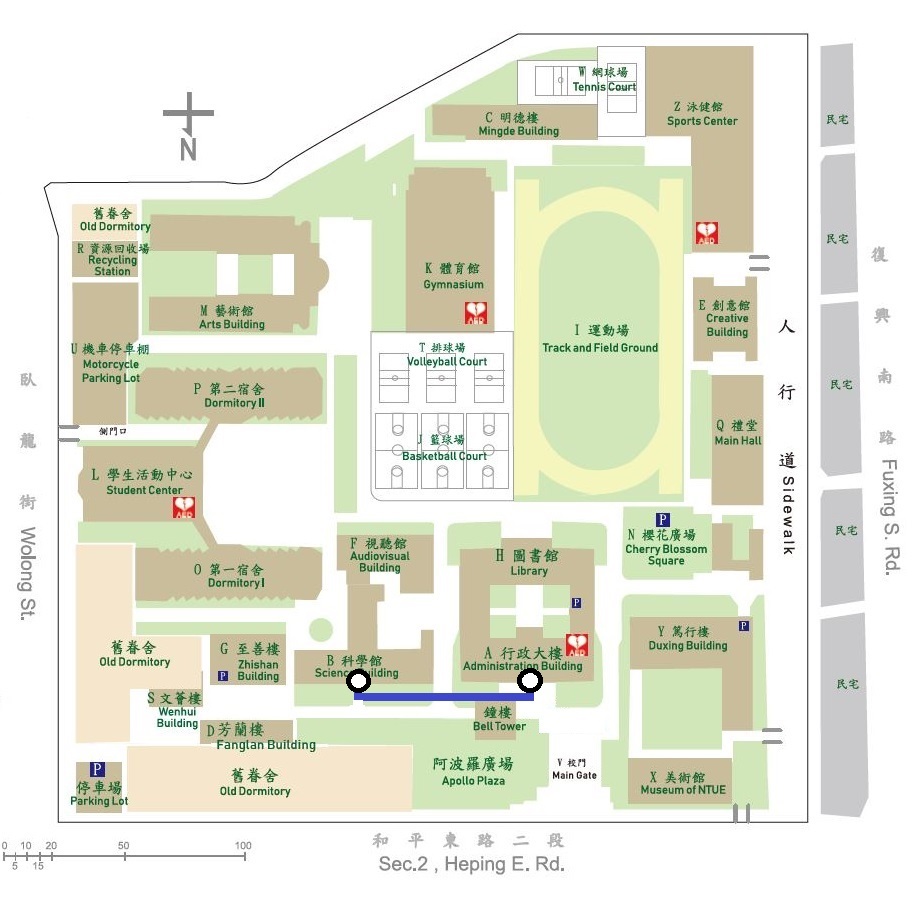 W 網球場
Tennis Court
C 明德樓
Mingde Building
Z 泳健館
Sports Center
民宅
N
舊眷舍
Old Dormitory
R 資源回收場
Recycling
Station
M 藝術館
Arts Building
K 體育館
Gymnasium
AED
AED
民宅
復
興
南
路
Fuxing S. Rd.
E 創意館
Creative
Building
I 運動場
Track and Field Ground
T 排球場
Volleyball Court
U 機車停車棚
Motorcycle
Parking Lot
P 第二宿舍
Dormitory II
人
行
道
Sidewalk
民宅
臥
龍
街
Wolong St.
側門口
J 籃球場
Basketball Court
Q 禮堂
Main Hall
L 學生活動中心
Student Center
AED
P
N 櫻花廣場
Cherry Blossom
Square
民宅
F 視聽館
Audiovisual
Building
H 圖書館
Library
P
O 第一宿舍
Dormitory I
舊眷舍
Old Dormitory
G 至善樓
Zhishan
Building
P
B 科學館
Science Building
A 行政大樓
Administration Building
AED
Y 篤行樓
Duxing Building
P
民宅
S 文薈樓
Wenhui
Building
鐘樓
Bell Tower
D 芳蘭樓
Fanglan Building
P
停車場
Parking Lot
舊眷舍
Old Dormitory
阿波羅廣場
Apollo Plaza
V 校門
Main Gate
X 美術館
Museum of NTUE
和平東路二段
Sec.2 , Heping E. Rd.
0 10 20 50 100
5 15